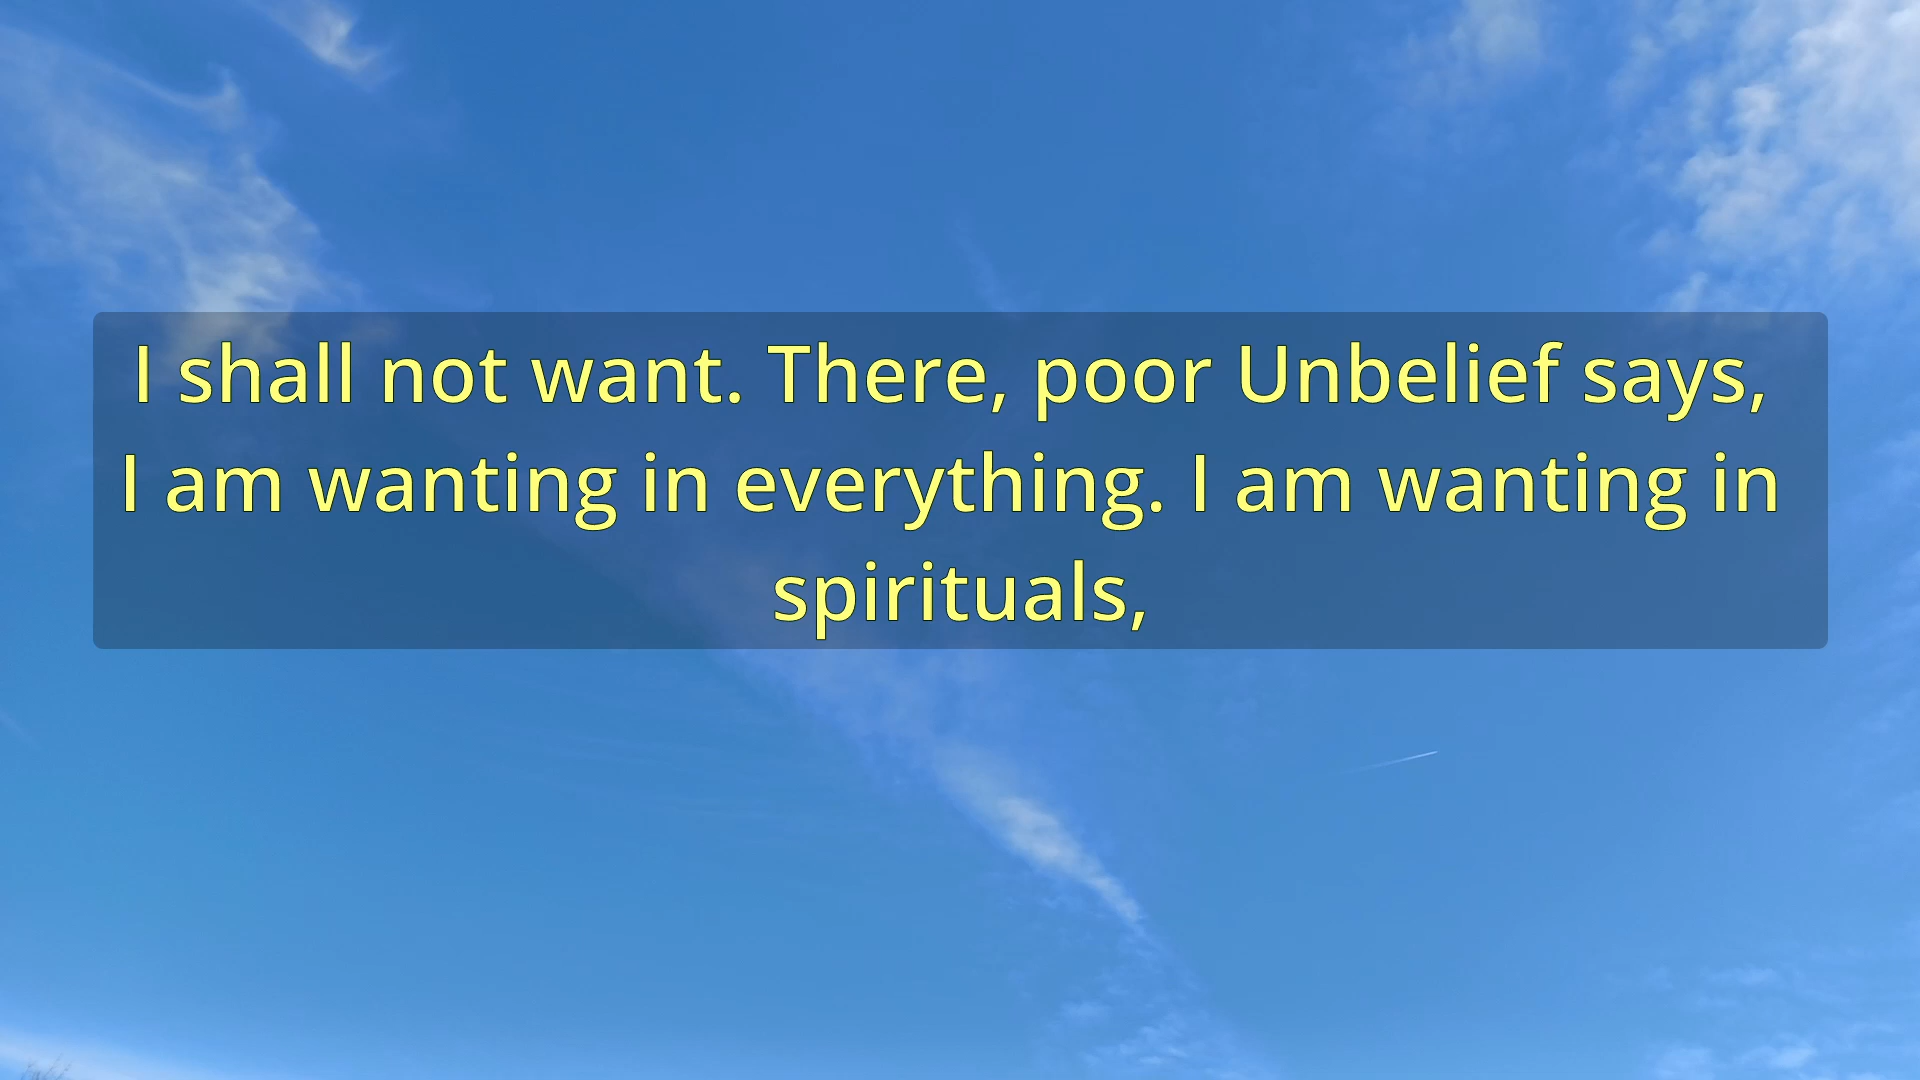 I shall not want. There, poor Unbelief says,
I am wanting in everything. I am wanting in
spirituals,